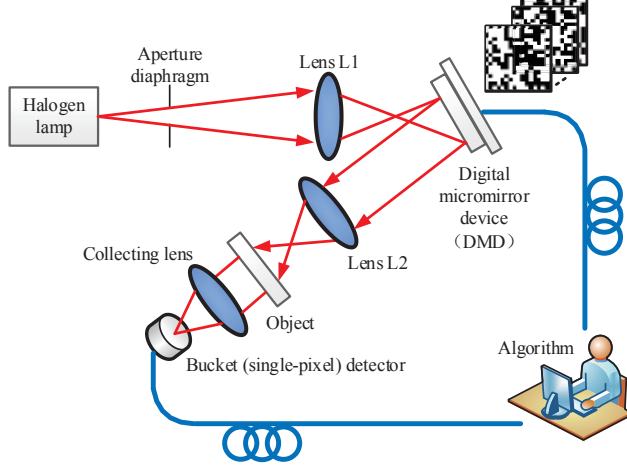 Aperture
diaphragm
Lens L1
Halogen
lamp
Digital
micromirror
device
（DMD）
Collecting lens
Lens L2
Object
Algorithm
Bucket (single-pixel) detector